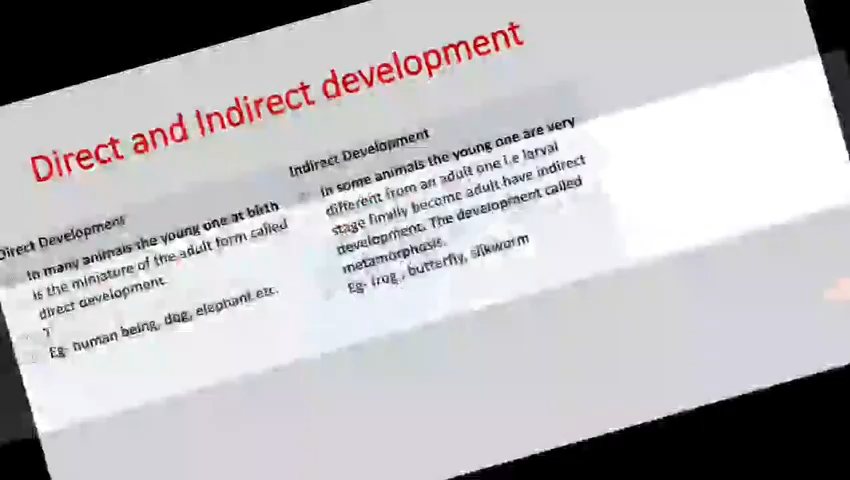 Direct and Indirect development
Direct Development
In many animals the young one at birth
is the miniature of the adult form called
direct development.
Eg- human being, dog, elephant etc.
Indirect Development
In some animals the young one are very
different from an adult one i.e larval
stage finally become adult have indirect
development. The development called
metamorphosis.
Eg- frog , butterfly, silkworm